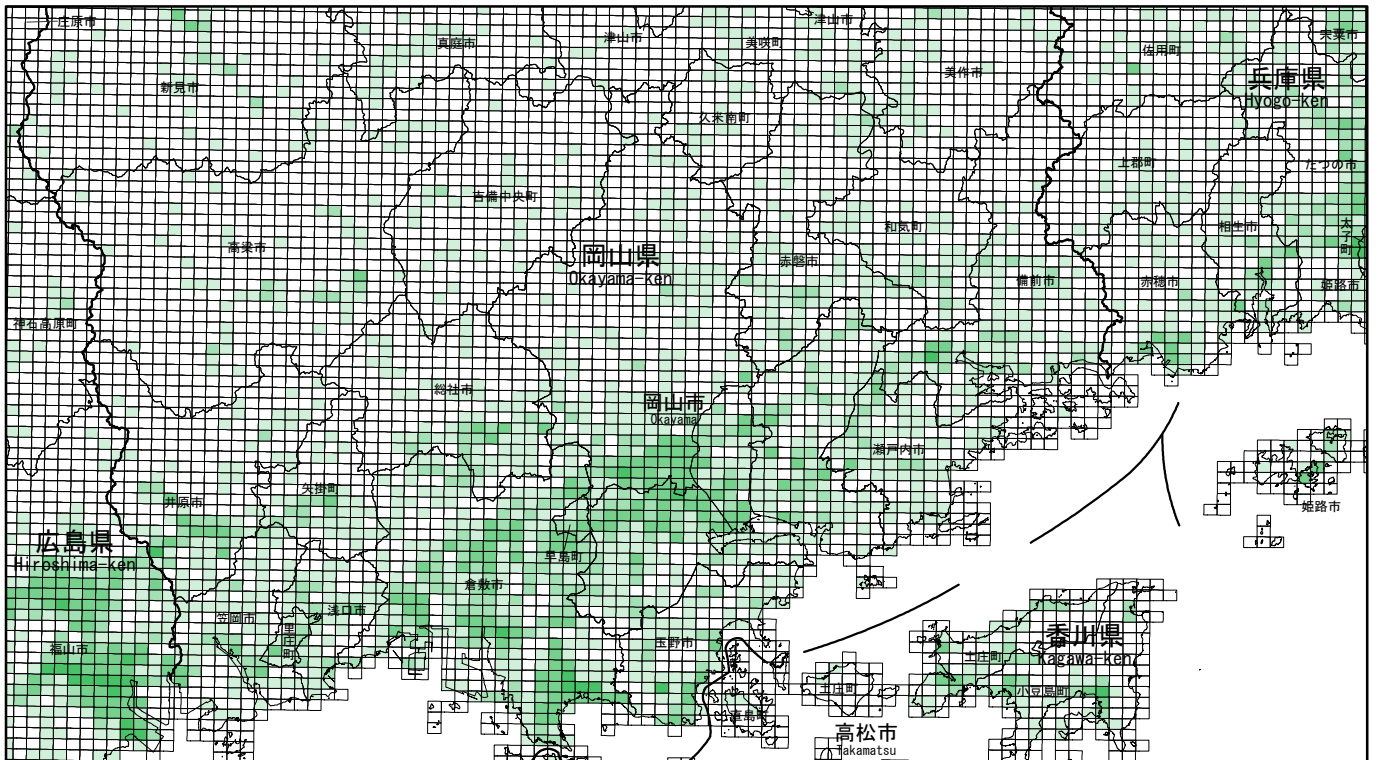 庄原市
津山市
宍粟市
真庭市
津山市
美咲町
佐用町
新見市
美作市
兵庫県
Hyogo-ken
久米南町
上郡町
たつの市
吉備中央町
和気町
相生市
太子町
高梁市
岡山県
Okayama-ken
赤磐市
備前市
赤穂市
姫路市
神石高原町
総社市
岡山市
Okayama
瀬戸内市
矢掛町
井原市
姫路市
広島県
Hiroshima-ken
早島町
倉敷市
笠岡市
浅口市
里庄町
福山市
玉野市
香川県
Kagawa-ken
土庄町
土庄町
小豆島町
直島町
高松市
Takamatsu